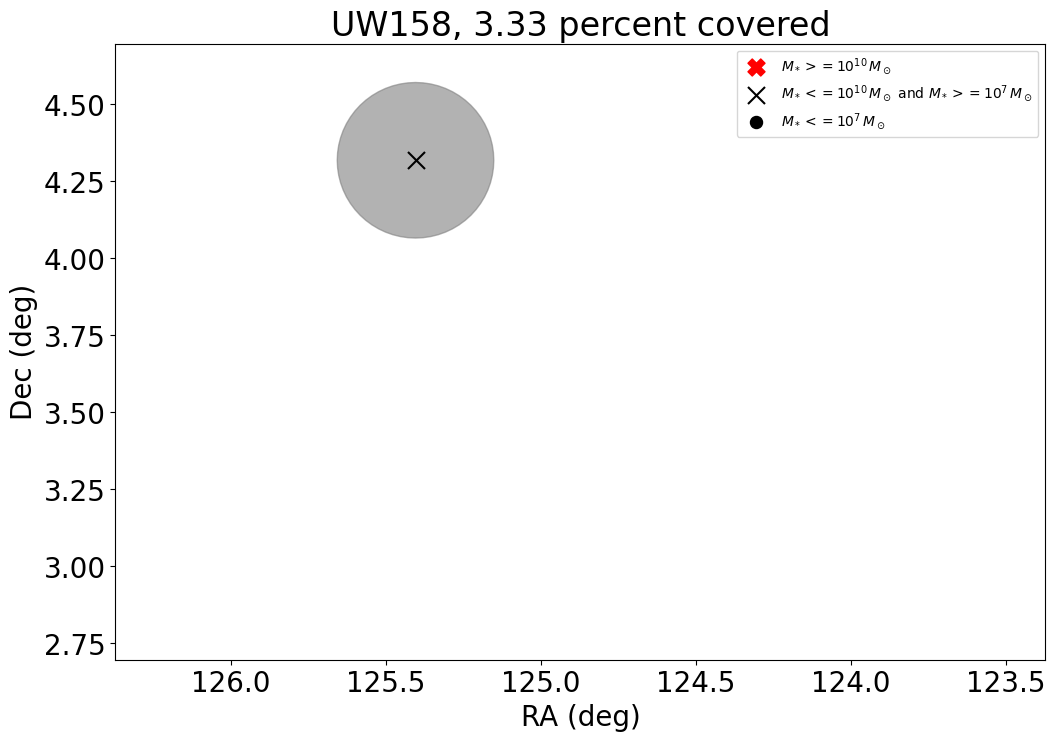 UW158, 3.33 percent covered
M* >= 10^10 M⊙
M* <= 10^10 M⊙ and M* >= 10^7 M⊙
M* <= 10^7 M⊙
4.50
4.25
4.00
3.75
3.50
3.25
3.00
2.75
Dec (deg)
126.0 125.5 125.0 124.5 124.0 123.5
RA (deg)